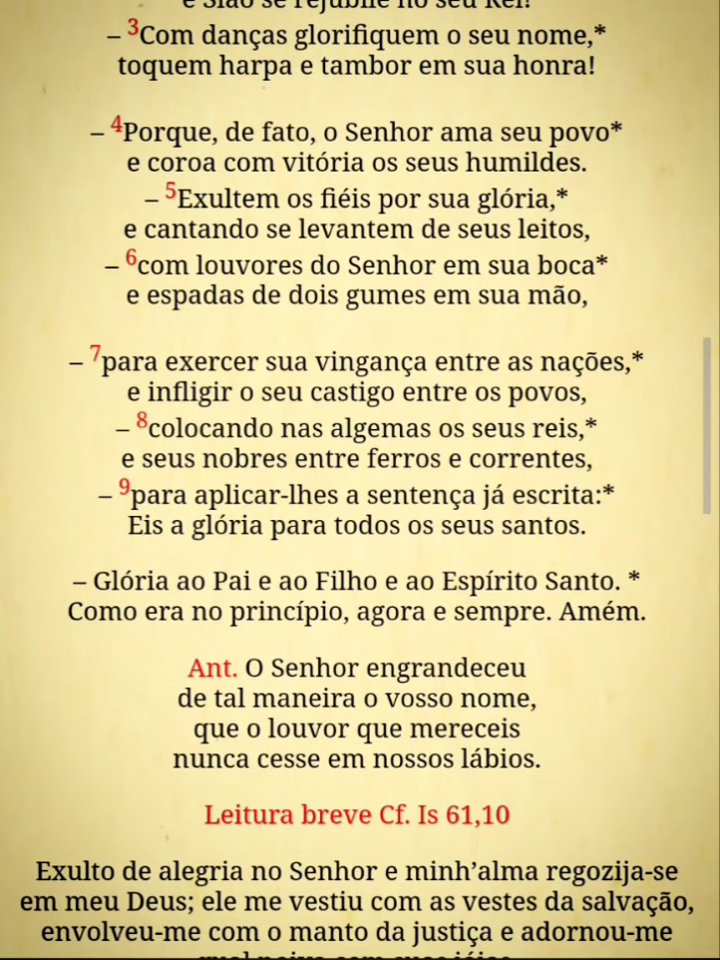 e Sião se rejubile no seu Rei!
– 3Com danças glorifiquem o seu nome,*
toquem harpa e tambor em sua honra!
– 4Porque, de fato, o Senhor ama seu povo*
e coroa com vitória os seus humildes.
– 5Exultem os fiéis por sua glória,*
e cantando se levantem de seus leitos,
– 6com louvores do Senhor em sua boca*
e espadas de dois gumes em sua mão,
– 7para exercer sua vingança entre as nações,*
e infligir o seu castigo entre os povos,
– 8colocando nas algemas os seus reis,*
e seus nobres entre ferros e correntes,
– 9para aplicar-lhes a sentença já escrita:*
Eis a glória para todos os seus santos.
– Glória ao Pai e ao Filho e ao Espírito Santo. *
Como era no princípio, agora e sempre. Amém.
Ant. O Senhor engrandeceu
de tal maneira o vosso nome,
que o louvor que mereceis
nunca cesse em nossos lábios.
Leitura breve Cf. Is 61,10
Exulto de alegria no Senhor e minh’alma regozija-se
em meu Deus; ele me vestiu com as vestes da salvação,
envolveu-me com o manto da justiça e adornou-me